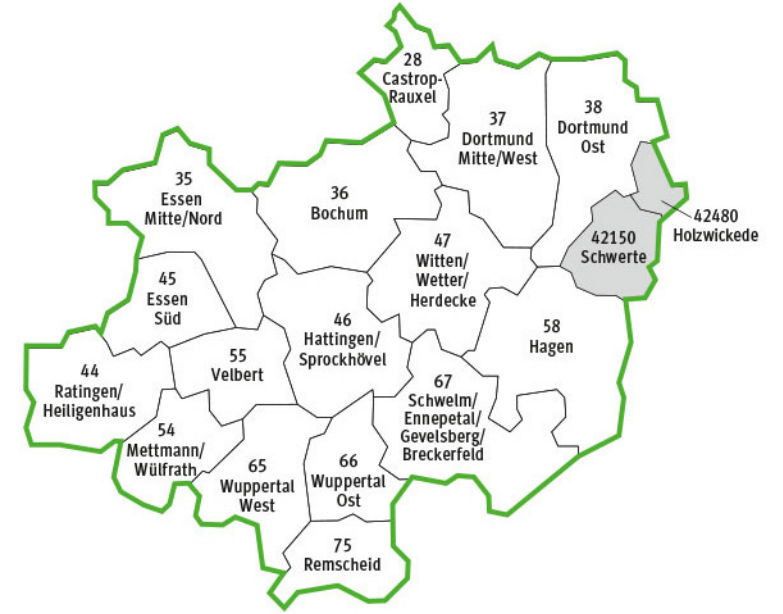 28
Castrop-
Rauxel
37
Dortmund
Mitte/West
38
Dortmund
Ost
35
Essen
Mitte/Nord
36
Bochum
42480
Holzwickede
42150
Schwerte
47
Witten/
Wetter/
Herdecke
45
Essen
Süd
46
Hattingen/
Sprockhövel
58
Hagen
44
Ratingen/
Heiligenhaus
55
Velbert
67
Schwelm/
Ennepetal/
Gevelsberg/
Breckerfeld
54
Mettmann/
Wülfrath
65
Wuppertal
West
66
Wuppertal
Ost
75
Remscheid